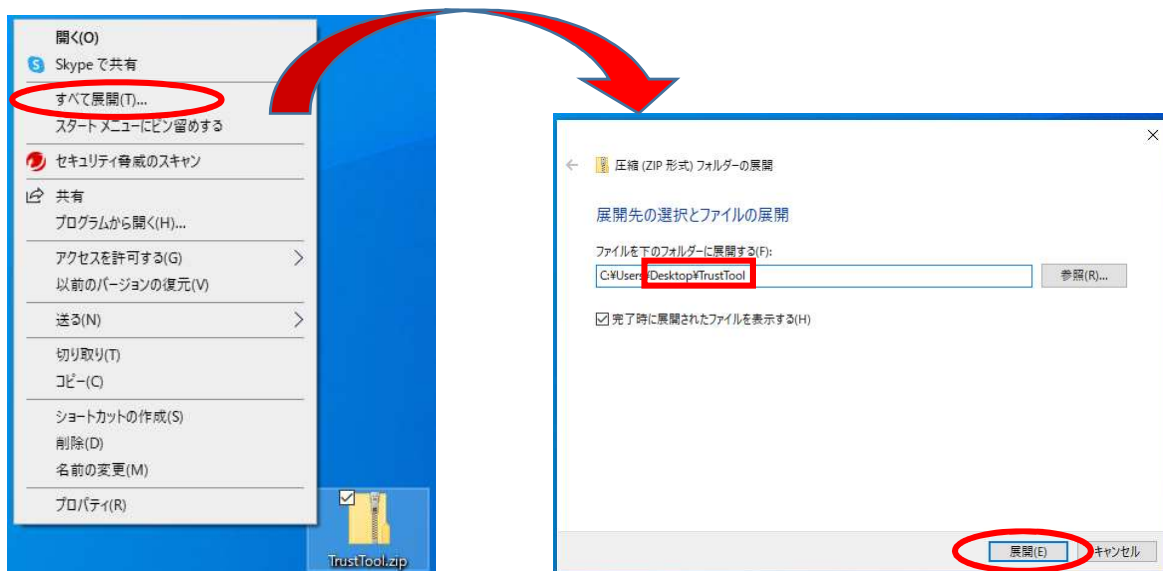 開く(O)
Skype で共有
すべて展開(T)...
スタート メニューにピン留めする
セキュリティ脅威のスキャン
共有
プログラムから開く(H)...
アクセスを許可する(G)
以前のバージョンの復元(V)
送る(N)
切り取り(T)
コピー(C)
ショートカットの作成(S)
削除(D)
名前の変更(M)
プロパティ(R)
TrustTool.zip
圧縮 (ZIP 形式) フォルダーの展開
展開先の選択とファイルの展開
ファイルを下のフォルダーに展開する(F):
C:¥Users¥Desktop¥TrustTool
参照(R)...
完了時に展開されたファイルを表示する(H)
展開(E)
キャンセル